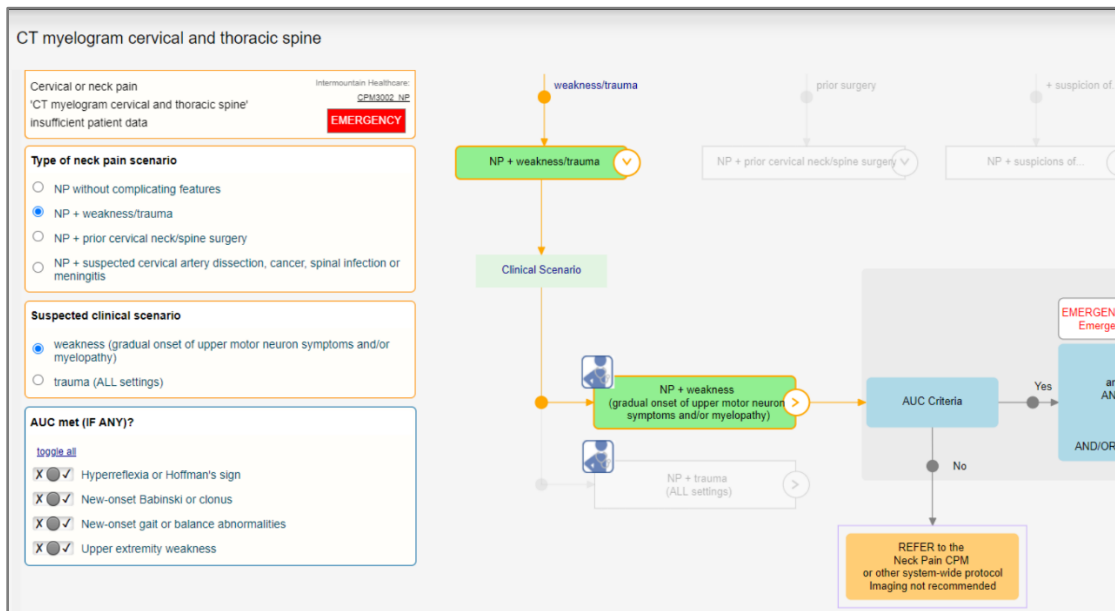 CT myelogram cervical and thoracic spine
Cervical or neck pain
'CT myelogram cervical and thoracic spine'
insufficient patient data
Intermountain Healthcare:
CPM3002_NP
EMERGENCY
Type of neck pain scenario
NP without complicating features
NP + weakness/trauma
NP + prior cervical neck/spine surgery
NP + suspected cervical artery dissection, cancer, spinal infection or
meningitis
Suspected clinical scenario
weakness (gradual onset of upper motor neuron symptoms and/or
myelopathy)
trauma (ALL settings)
AUC met (IF ANY)?
toggle all
X ✓ Hyperreflexia or Hoffman's sign
X ✓ New-onset Babinski or clonus
X ✓ New-onset gait or balance abnormalities
X ✓ Upper extremity weakness
weakness/trauma
prior surgery
+ suspicion of...
NP + weakness/trauma
NP + prior cervical neck/spine surgery
NP + suspicions of...
Clinical Scenario
NP + weakness
(gradual onset of upper motor neuron
symptoms and/or myelopathy)
NP + trauma
(ALL settings)
AUC Criteria
Yes
No
EMERGEN
Emerge
ar
AN
AND/OR
REFER to the
Neck Pain CPM
or other system-wide protocol
Imaging not recommended